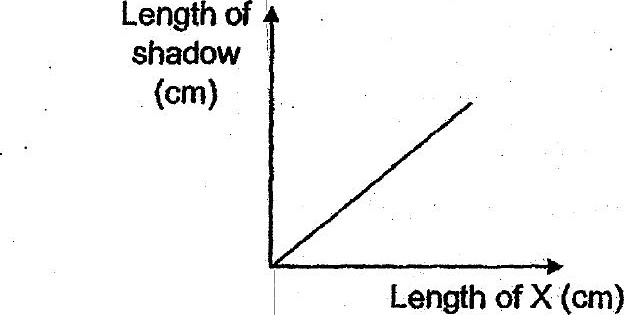 Length of
shadow
(cm)
Length of X (cm)